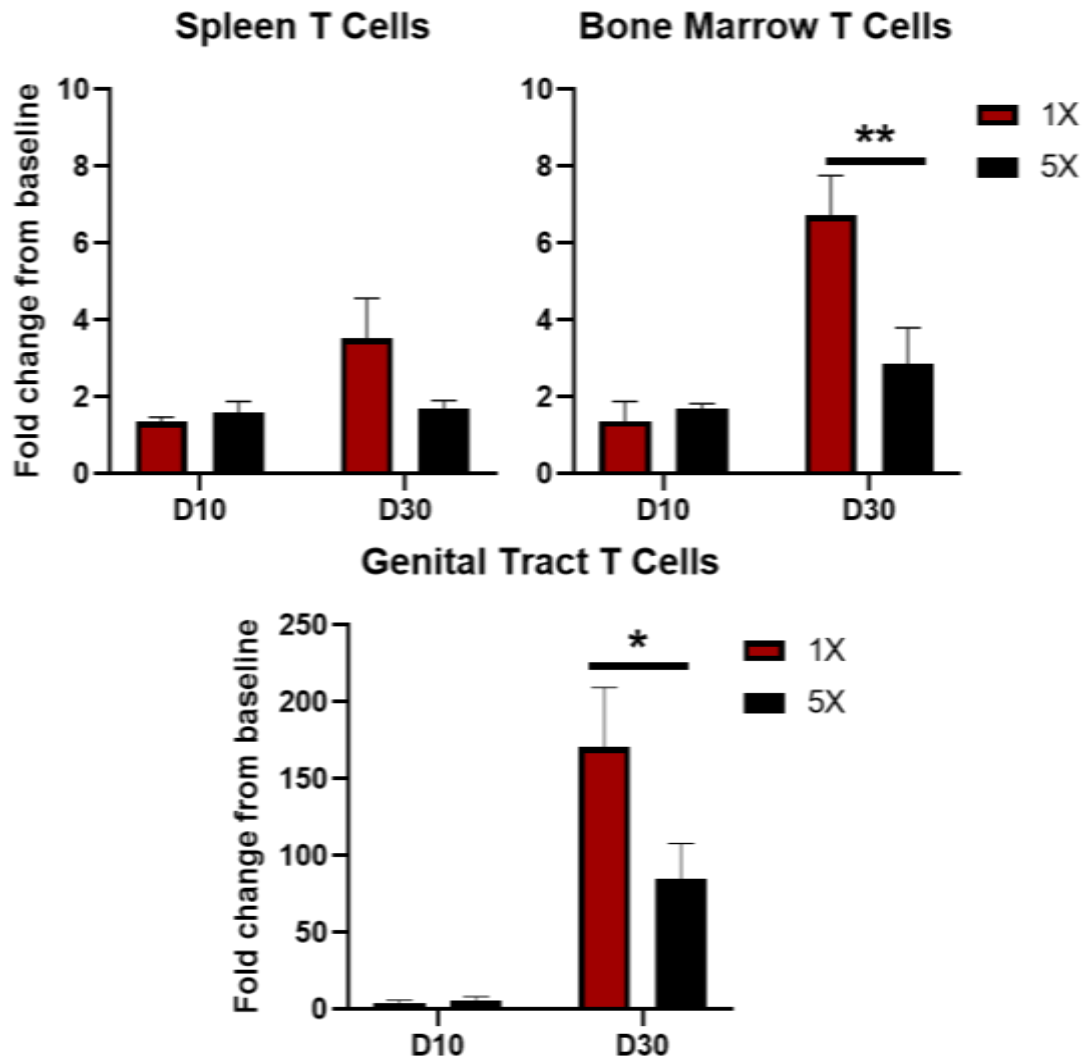 Spleen T Cells
Bone Marrow T Cells
Fold change from baseline
10
8
6
4
2
0
D10
D30
10
8
6
4
2
0
**
D10
D30
1X
5X
Genital Tract T Cells
Fold change from baseline
250
200
150
100
50
0
*
D10
D30
1X
5X